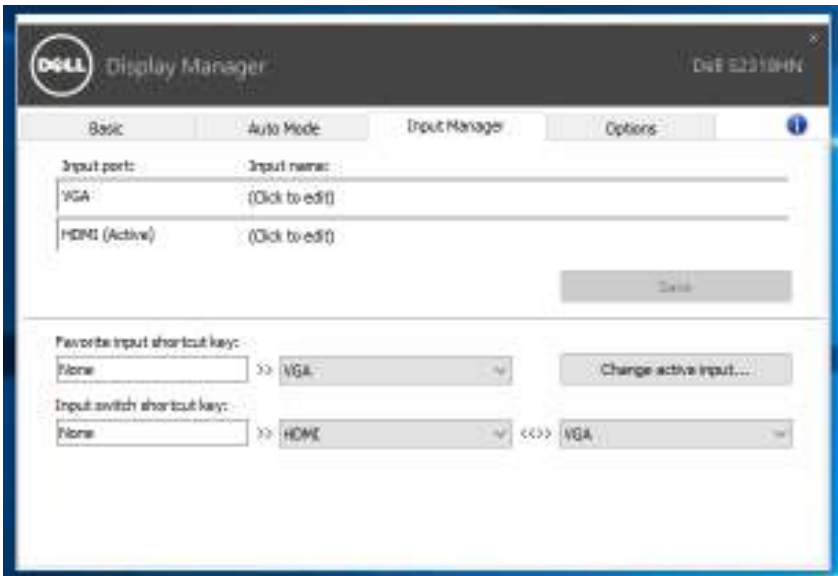 DELL Display Manager
Dell S2318HN
Basic Auto Mode Input Manager Options
Input port: Input name:
VGA (Click to edit)
HDMI (Active) (Click to edit)
Save
Favorite input shortcut key:
None >> VGA Change active input...
Input switch shortcut key:
None >> HDMI <<>> VGA